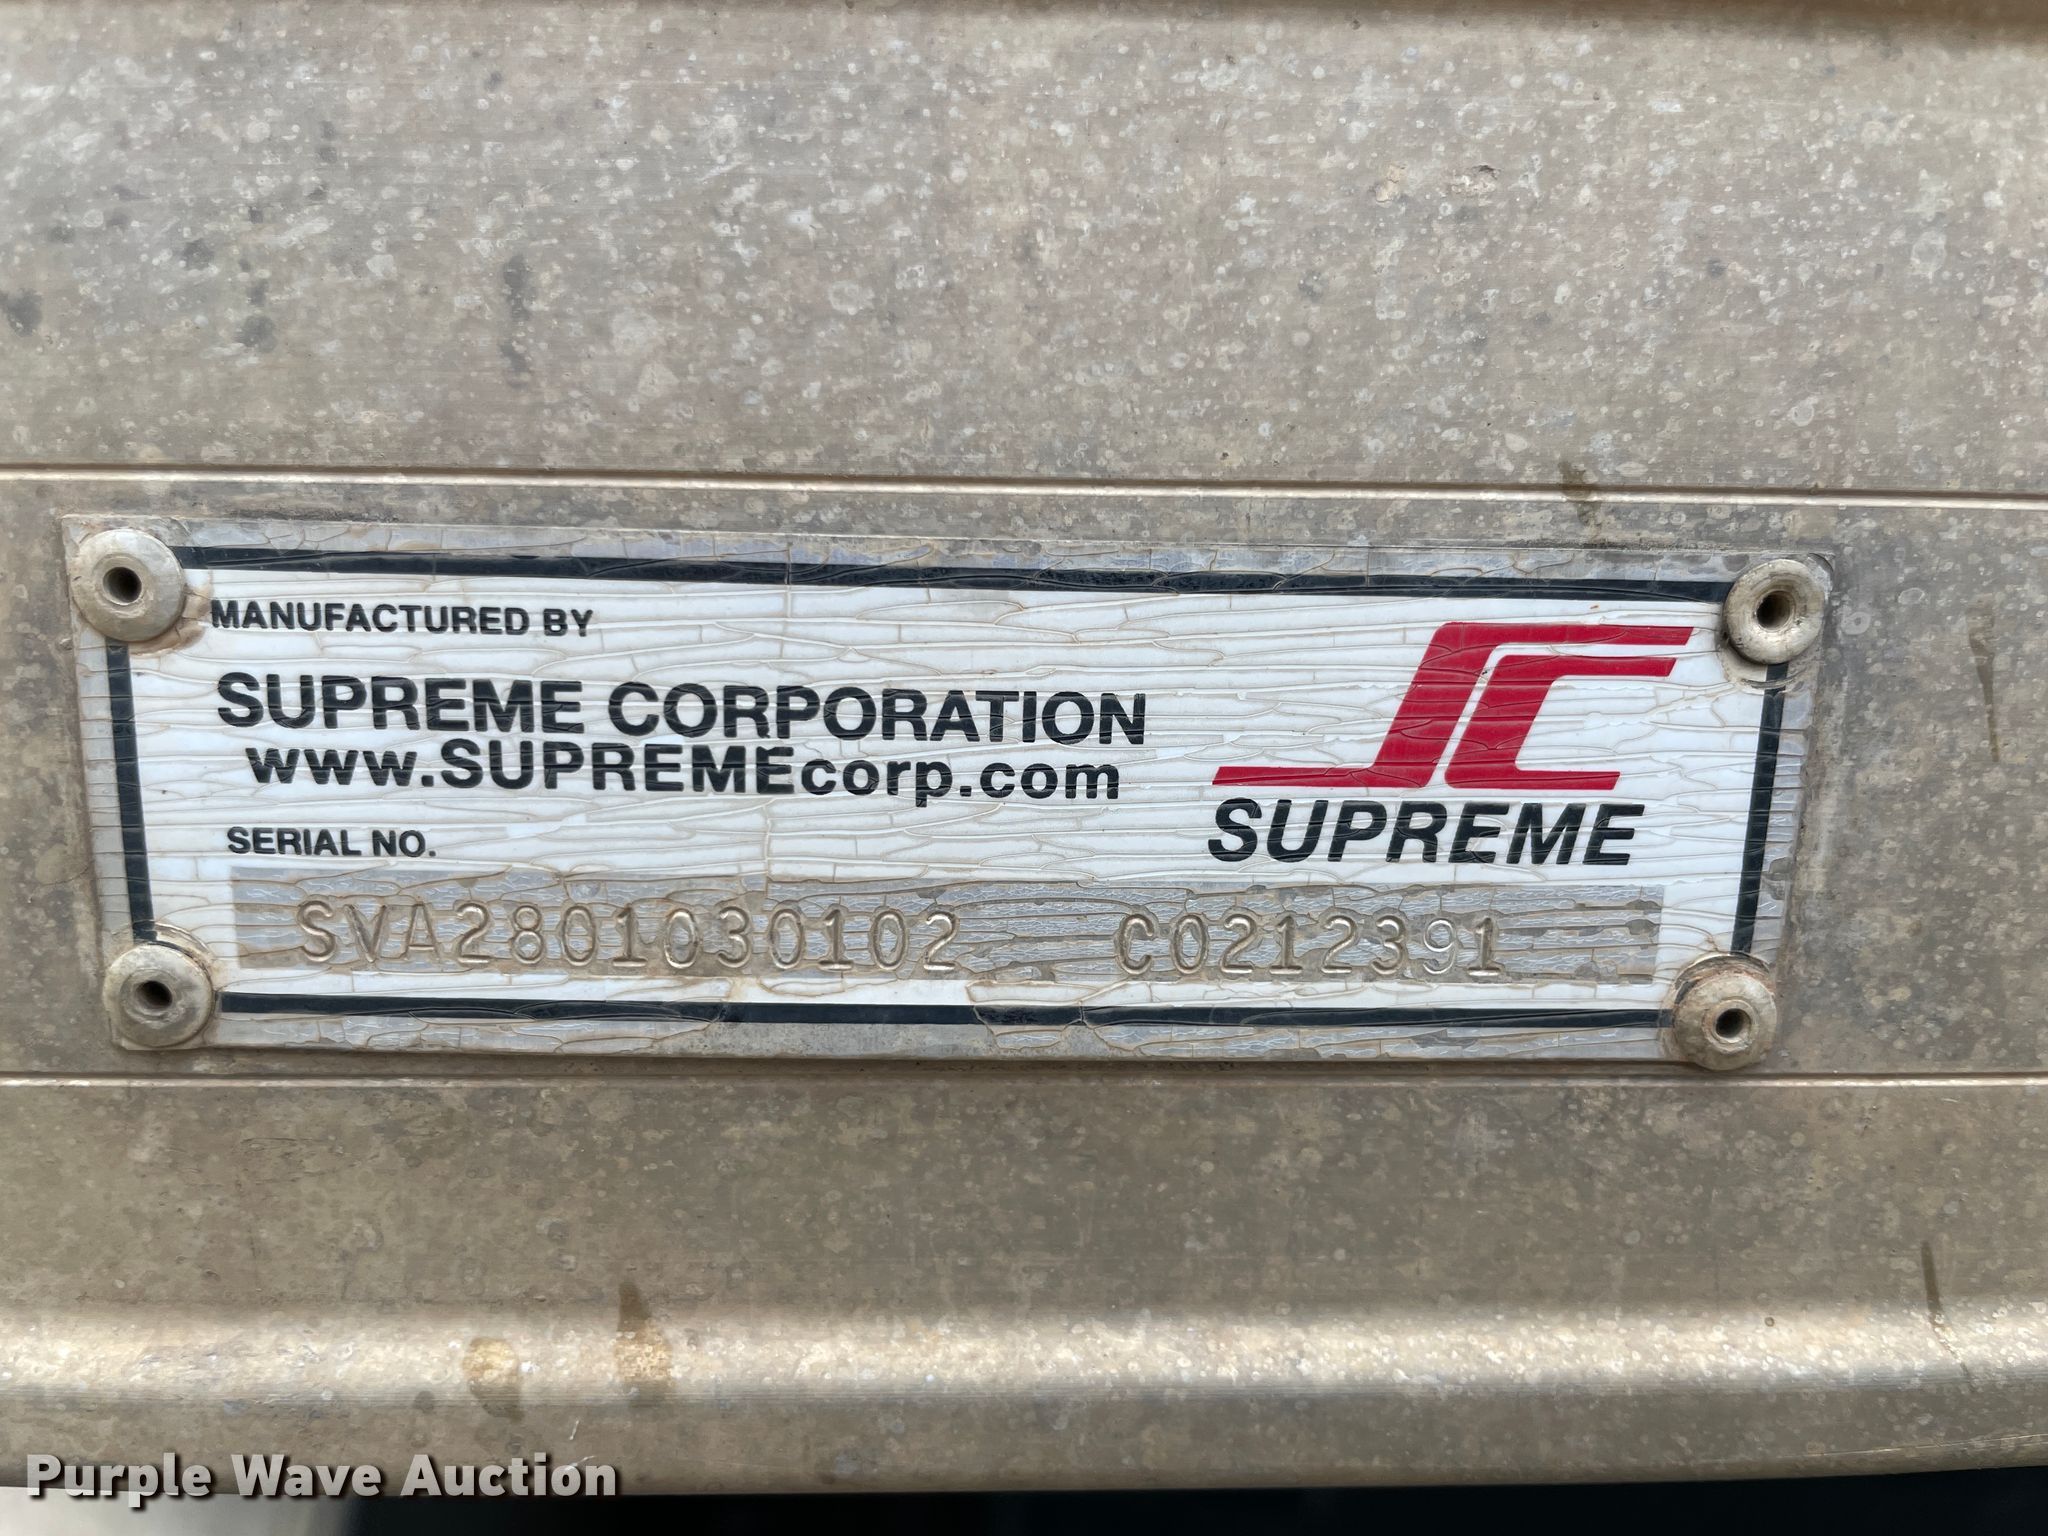 MANUFACTURED BY
SUPREME CORPORATION
www.SUPREMEcorp.com
SUPREME
SERIAL NO.
SVA2801030102 C0212391
Purple Wave Auction